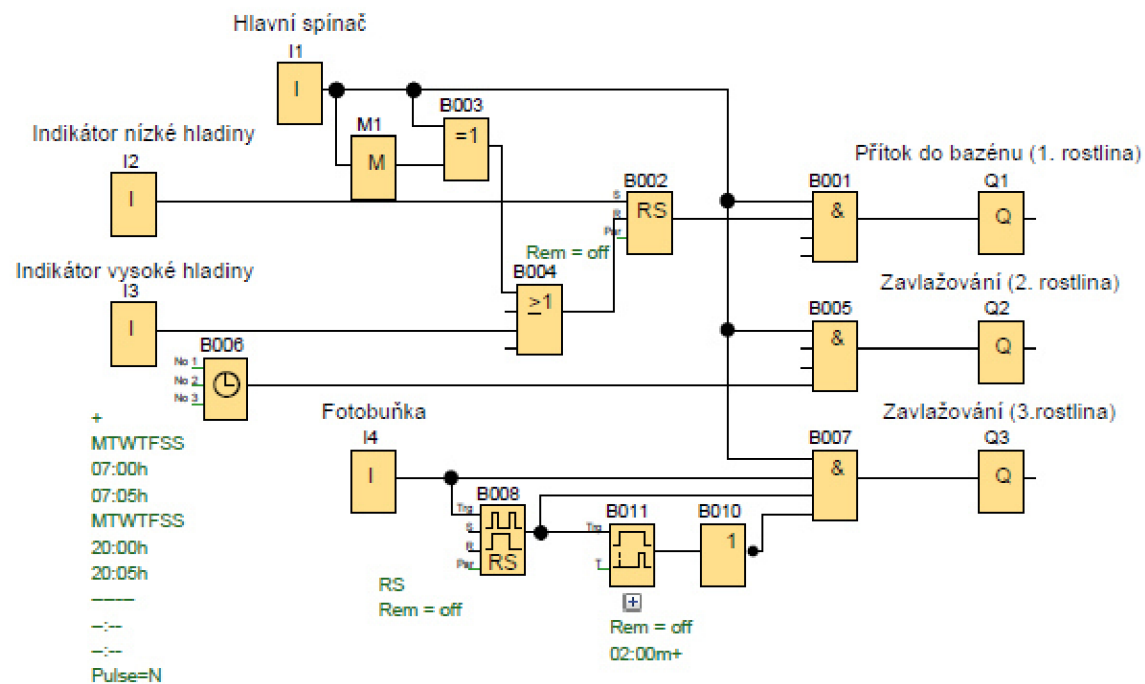 Hlavní spínač
I1
I
B003
=1
M1
M
Indikátor nízké hladiny
I2
I
Přítok do bazénu (1. rostlina)
B002
S
R
Par
RS
Rem = off
B001
&
Q1
Q
Indikátor vysoké hladiny
I3
I
B004
≥1
Zavlažování (2. rostlina)
B005
&
Q2
Q
B006
No 1
No 2
No 3
+
MTWTFSS
07:00h
07:05h
MTWTFSS
20:00h
20:05h
-------
--:--
--:--
Pulse=N
Fotobuňka
I4
I
Zavlažování (3.rostlina)
B007
&
Q3
Q
B008
Trg
S
R
Par
RS
RS
Rem = off
B011
Trg
T
+
Rem = off
02:00m+
B010
1